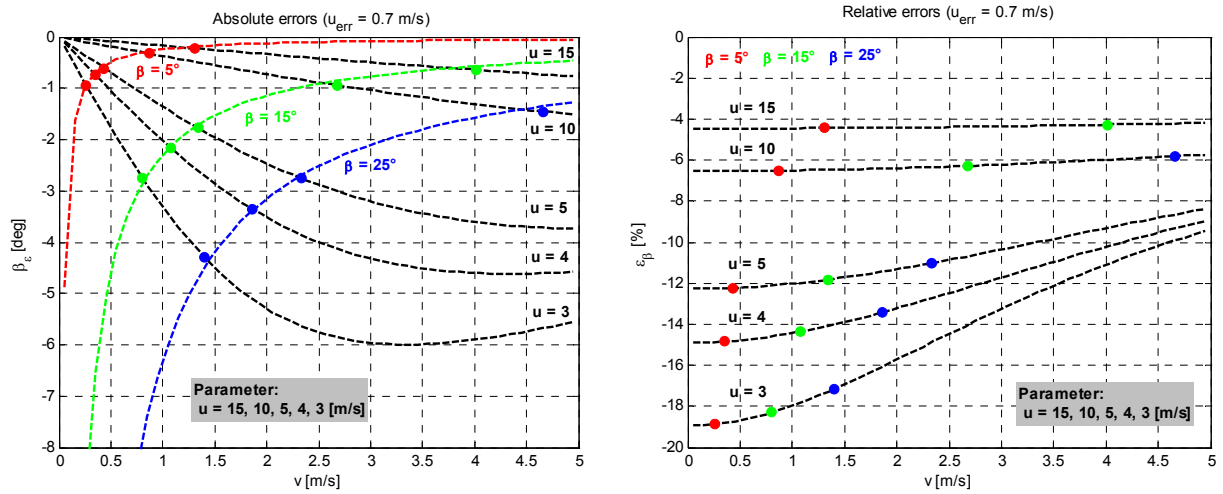 Absolute errors (u_err = 0.7 m/s)
0
-1
-2
-3
-4
-5
-6
-7
-8
β_ε [deg]
β = 5°
β = 15°
β = 25°
u = 15
u = 10
u = 5
u = 4
u = 3
Parameter:
u = 15, 10, 5, 4, 3 [m/s]
0 0.5 1 1.5 2 2.5 3 3.5 4 4.5 5
v [m/s]
Relative errors (u_err = 0.7 m/s)
0
-2
-4
-6
-8
-10
-12
-14
-16
-18
-20
ε_β [%]
β = 5° β = 15° β = 25°
u = 15
u = 10
u = 5
u = 4
u = 3
Parameter:
u = 15, 10, 5, 4, 3 [m/s]
0 0.5 1 1.5 2 2.5 3 3.5 4 4.5 5
v [m/s]